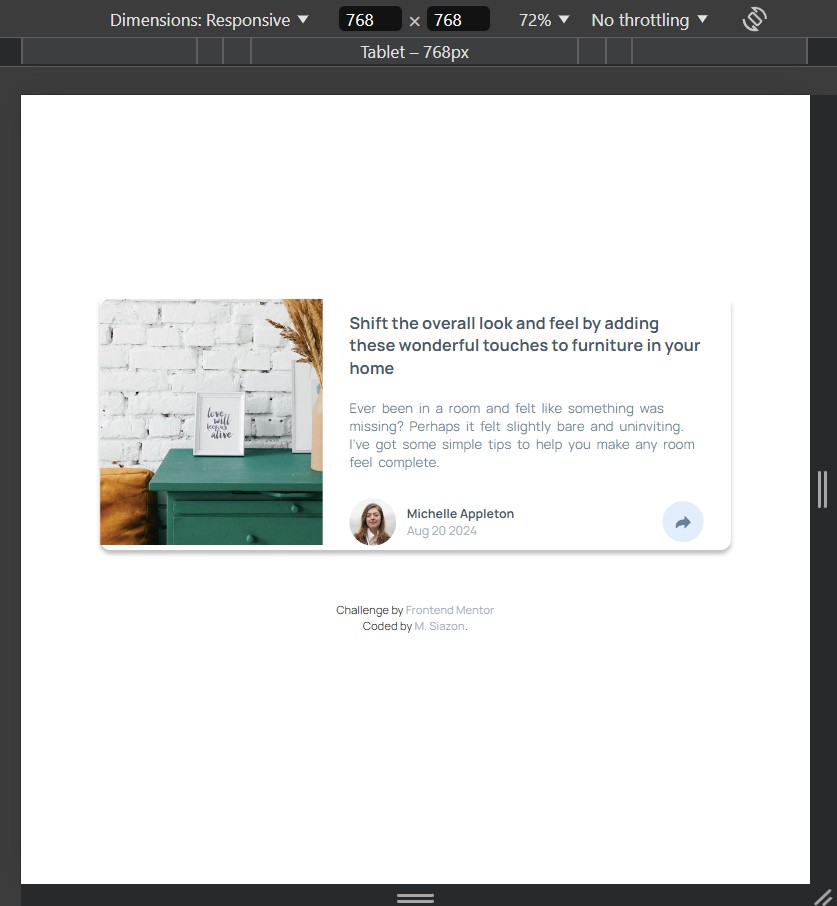 Dimensions: Responsive 768 × 768 72% No throttling
Tablet – 768px
Shift the overall look and feel by adding
these wonderful touches to furniture in your
home
Ever been in a room and felt like something was
missing? Perhaps it felt slightly bare and uninviting.
I've got some simple tips to help you make any room
feel complete.
love
will
keep us
alive
Michelle Appleton
Aug 20 2024
Challenge by Frontend Mentor
Coded by M. Siazon.